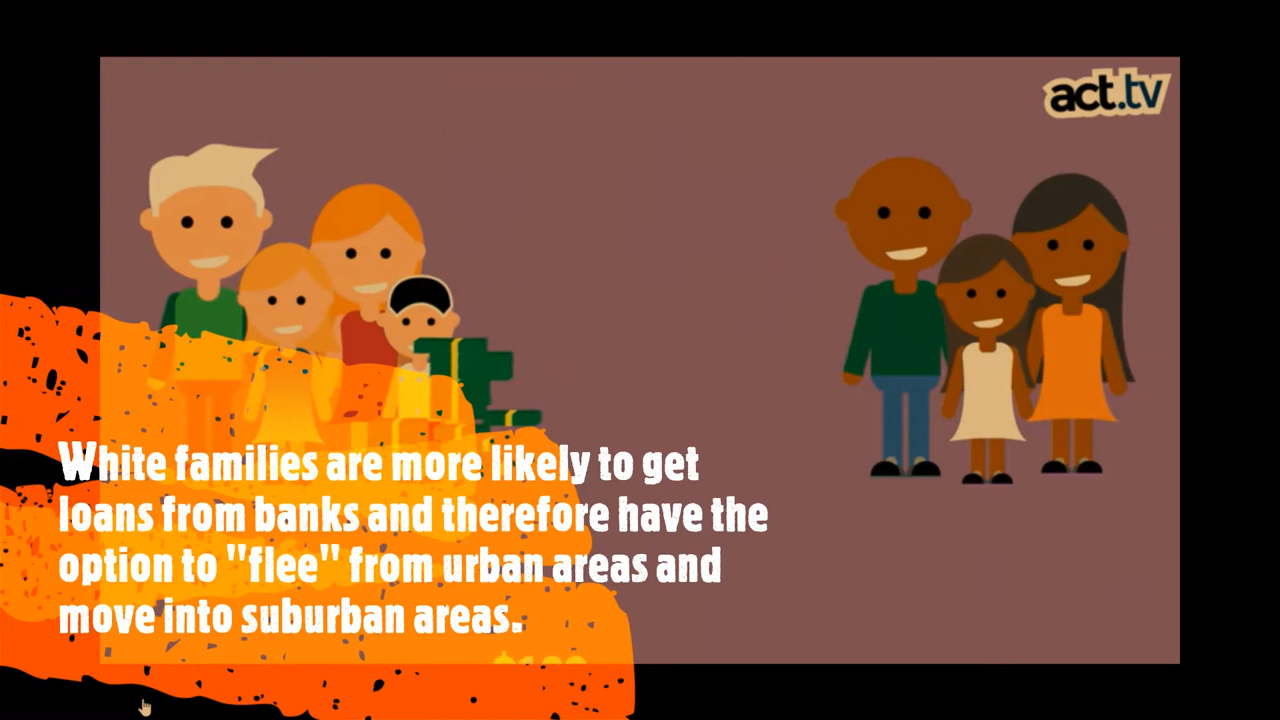 act.tv
White families are more likely to get
loans from banks and therefore have the
option to "flee" from urban areas and
move into suburban areas.